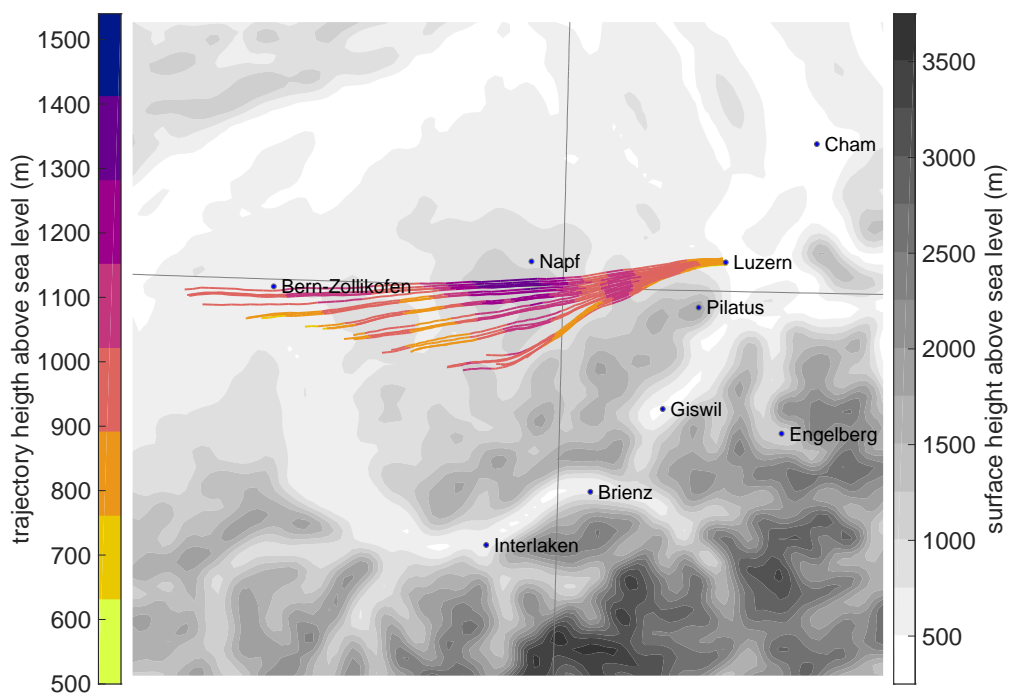 1500
1400
1300
1200
1100
1000
900
800
700
600
500
trajectory heigth above sea level (m)
Cham
Napf
Luzern
Bern-Zollikofen
Pilatus
Giswil
Engelberg
Brienz
Interlaken
3500
3000
2500
2000
1500
1000
500
surface height above sea level (m)